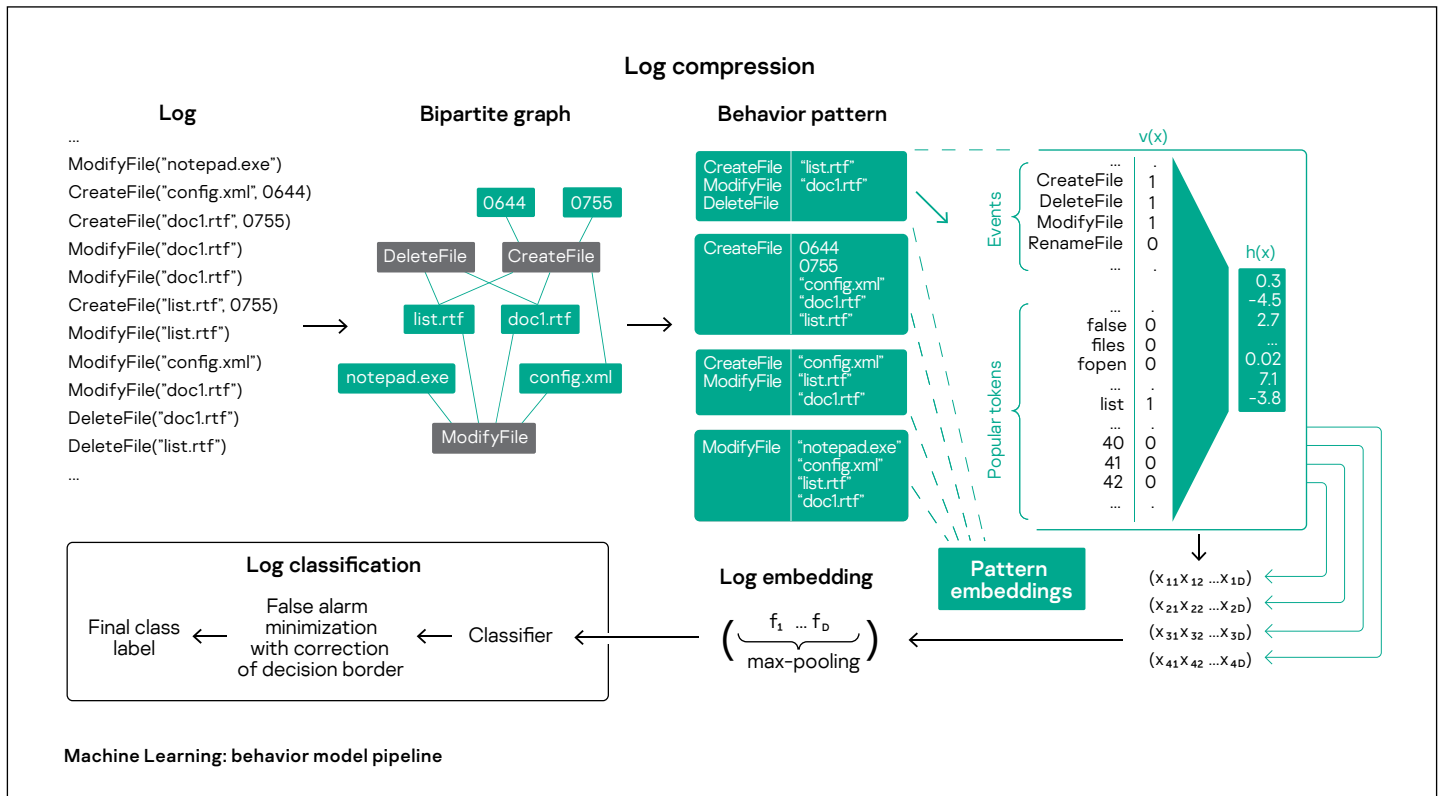 Log compression
Log
...
ModifyFile("notepad.exe")
CreateFile("config.xml", 0644)
CreateFile("doc1.rtf", 0755)
ModifyFile("doc1.rtf")
ModifyFile("doc1.rtf")
CreateFile("list.rtf", 0755)
ModifyFile("list.rtf")
ModifyFile("config.xml")
ModifyFile("doc1.rtf")
DeleteFile("doc1.rtf")
DeleteFile("list.rtf")
...
Bipartite graph
0644 0755
DeleteFile CreateFile
list.rtf doc1.rtf
notepad.exe config.xml
ModifyFile
Behavior pattern
CreateFile "list.rtf"
ModifyFile "doc1.rtf"
DeleteFile
CreateFile 0644
0755
"config.xml"
"doc1.rtf"
"list.rtf"
CreateFile "config.xml"
ModifyFile "list.rtf"
"doc1.rtf"
ModifyFile "notepad.exe"
"config.xml"
"list.rtf"
"doc1.rtf"
v(x)
Events
... .
CreateFile 1
DeleteFile 1
ModifyFile 1
RenameFile 0
... .
Popular tokens
... .
false 0
files 0
fopen 0
... .
list 1
... .
40 0
41 0
42 0
... .
h(x)
0.3
-4.5
2.7
...
0.02
7.1
-3.8
Pattern
embeddings
(x₁₁x₁₂ ...x₁D)
(x₂₁x₂₂ ...x₂D)
(x₃₁x₃₂ ...x₃D)
(x₄₁x₄₂ ...x₄D)
Log embedding
( f₁ ... fD )
max-pooling
Log classification
Classifier
False alarm
minimization
with correction
of decision border
Final class
label
Machine Learning: behavior model pipeline